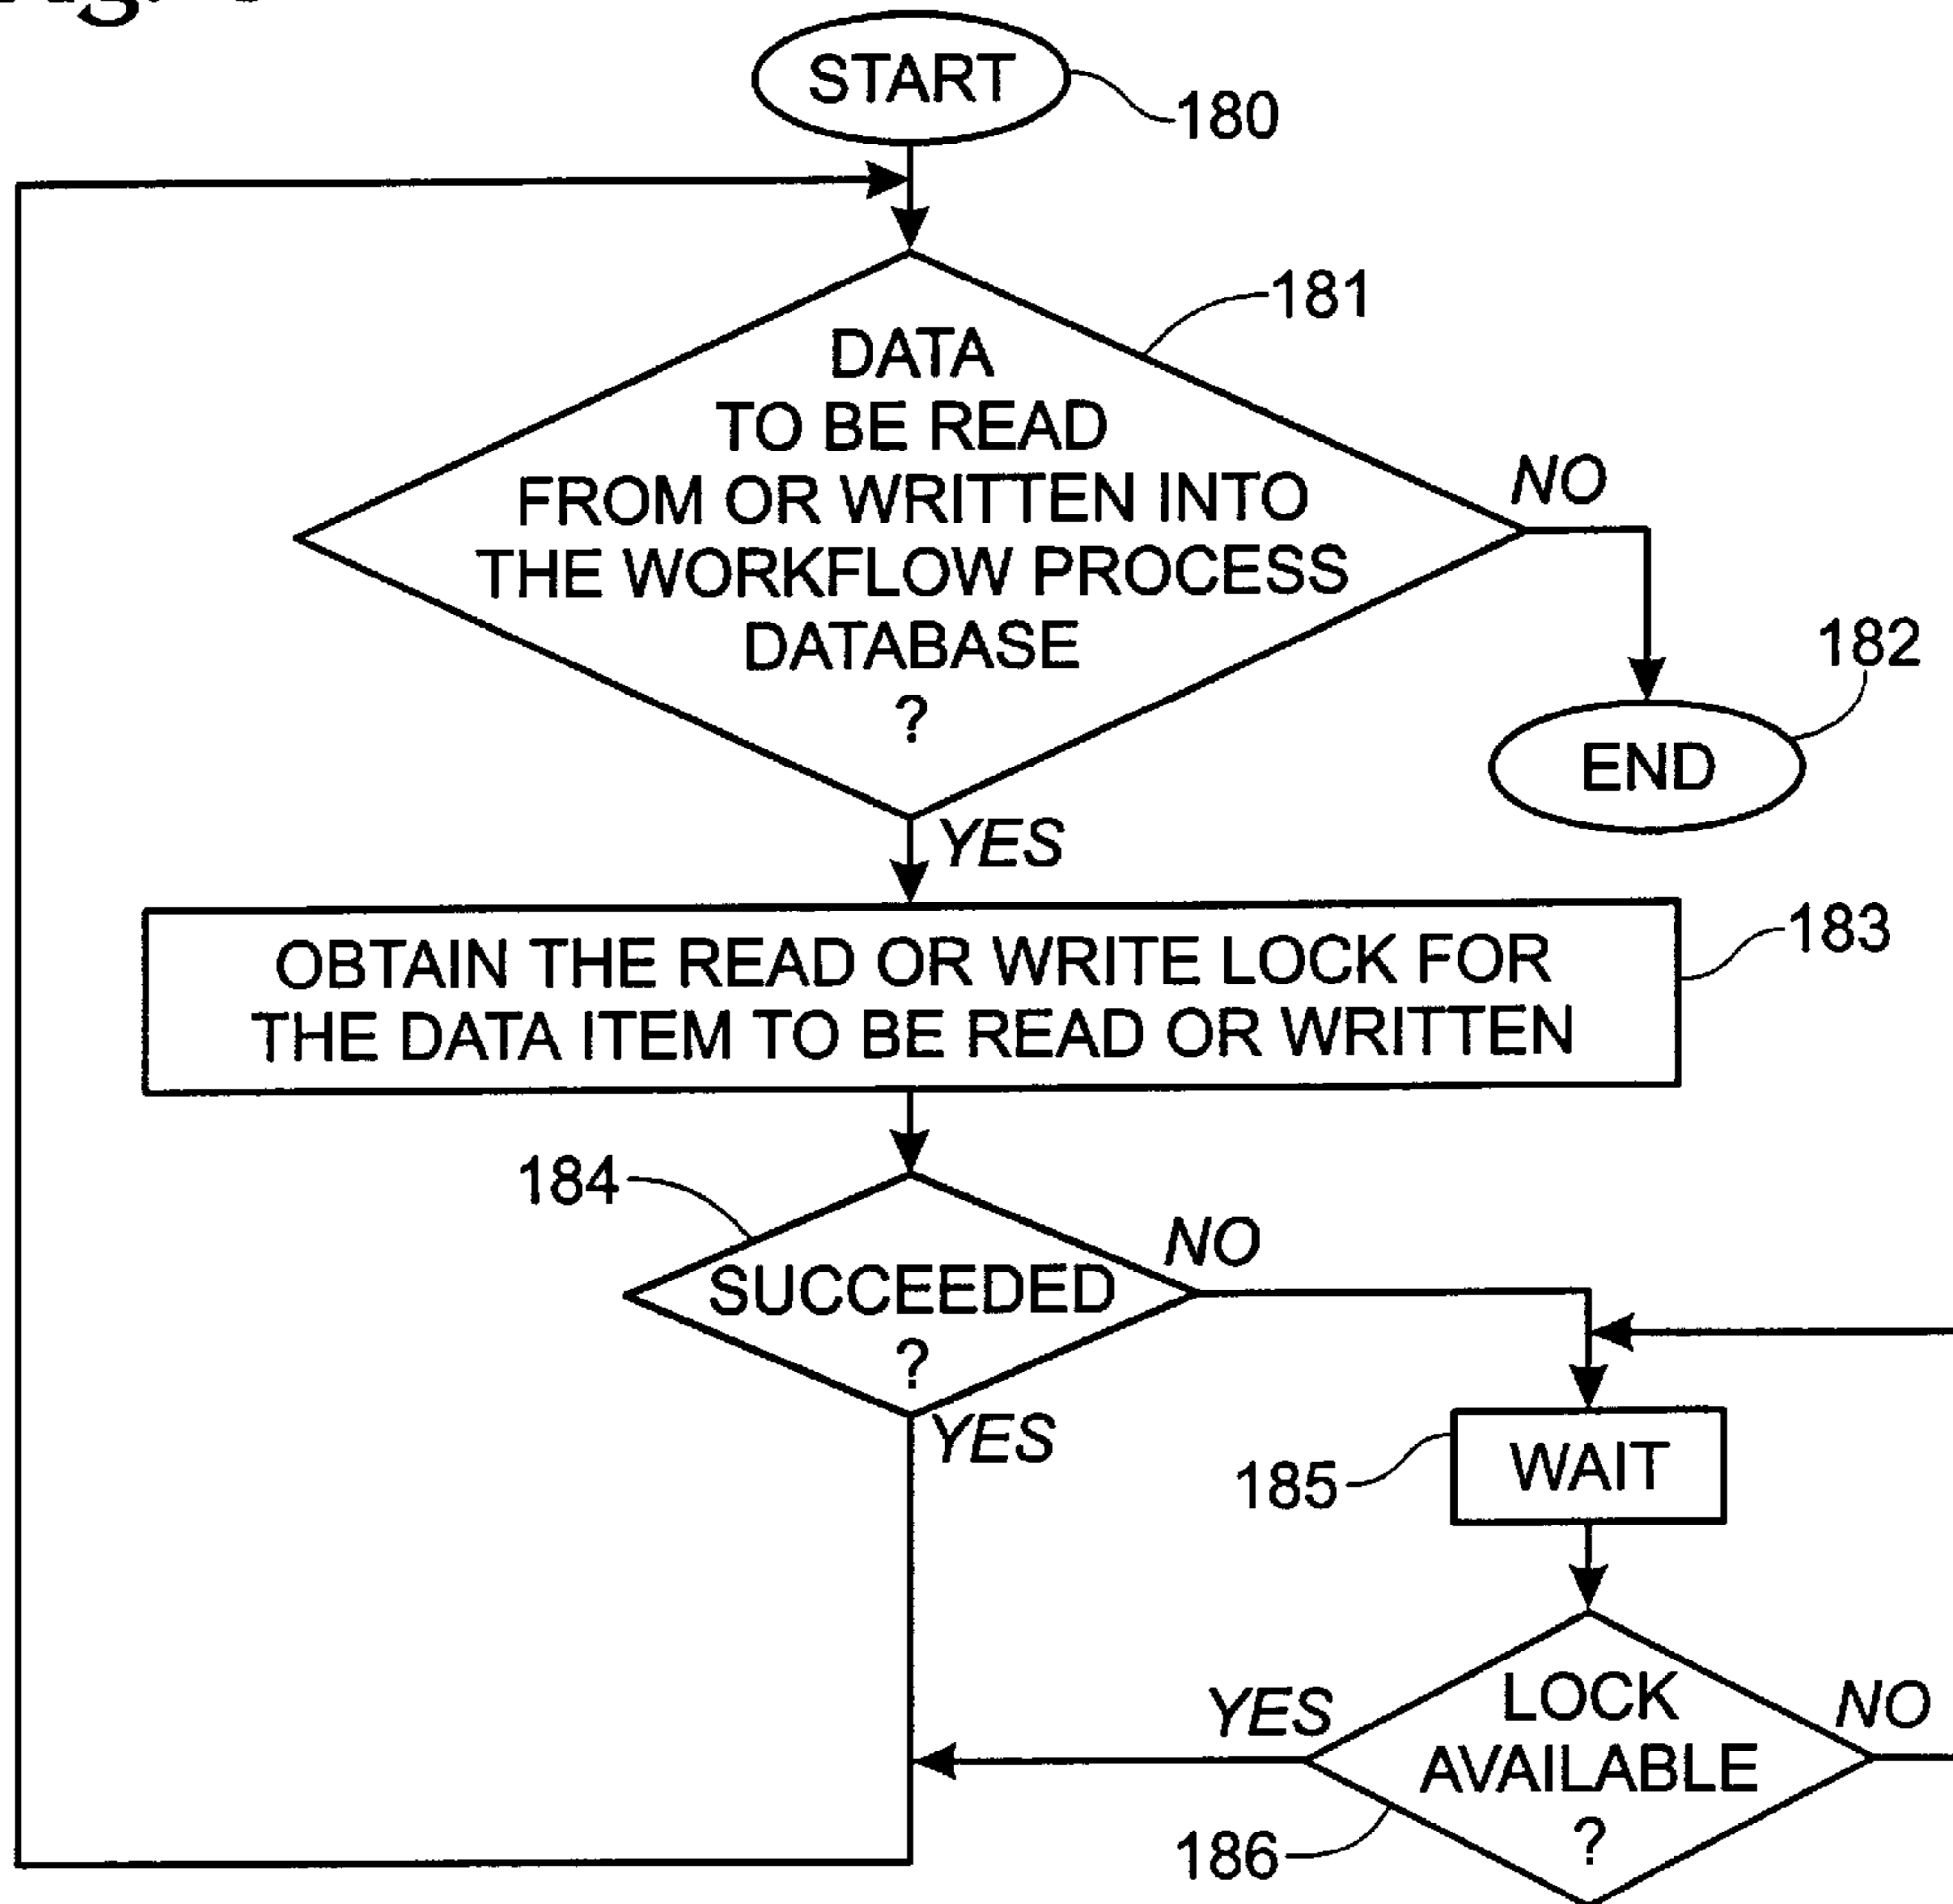 START
180
181
DATA
TO BE READ
FROM OR WRITTEN INTO
THE WORKFLOW PROCESS
DATABASE
?
NO
182
END
YES
183
OBTAIN THE READ OR WRITE LOCK FOR
THE DATA ITEM TO BE READ OR WRITTEN
184
SUCCEEDED
?
NO
YES
185
WAIT
LOCK
AVAILABLE
?
YES
NO
186